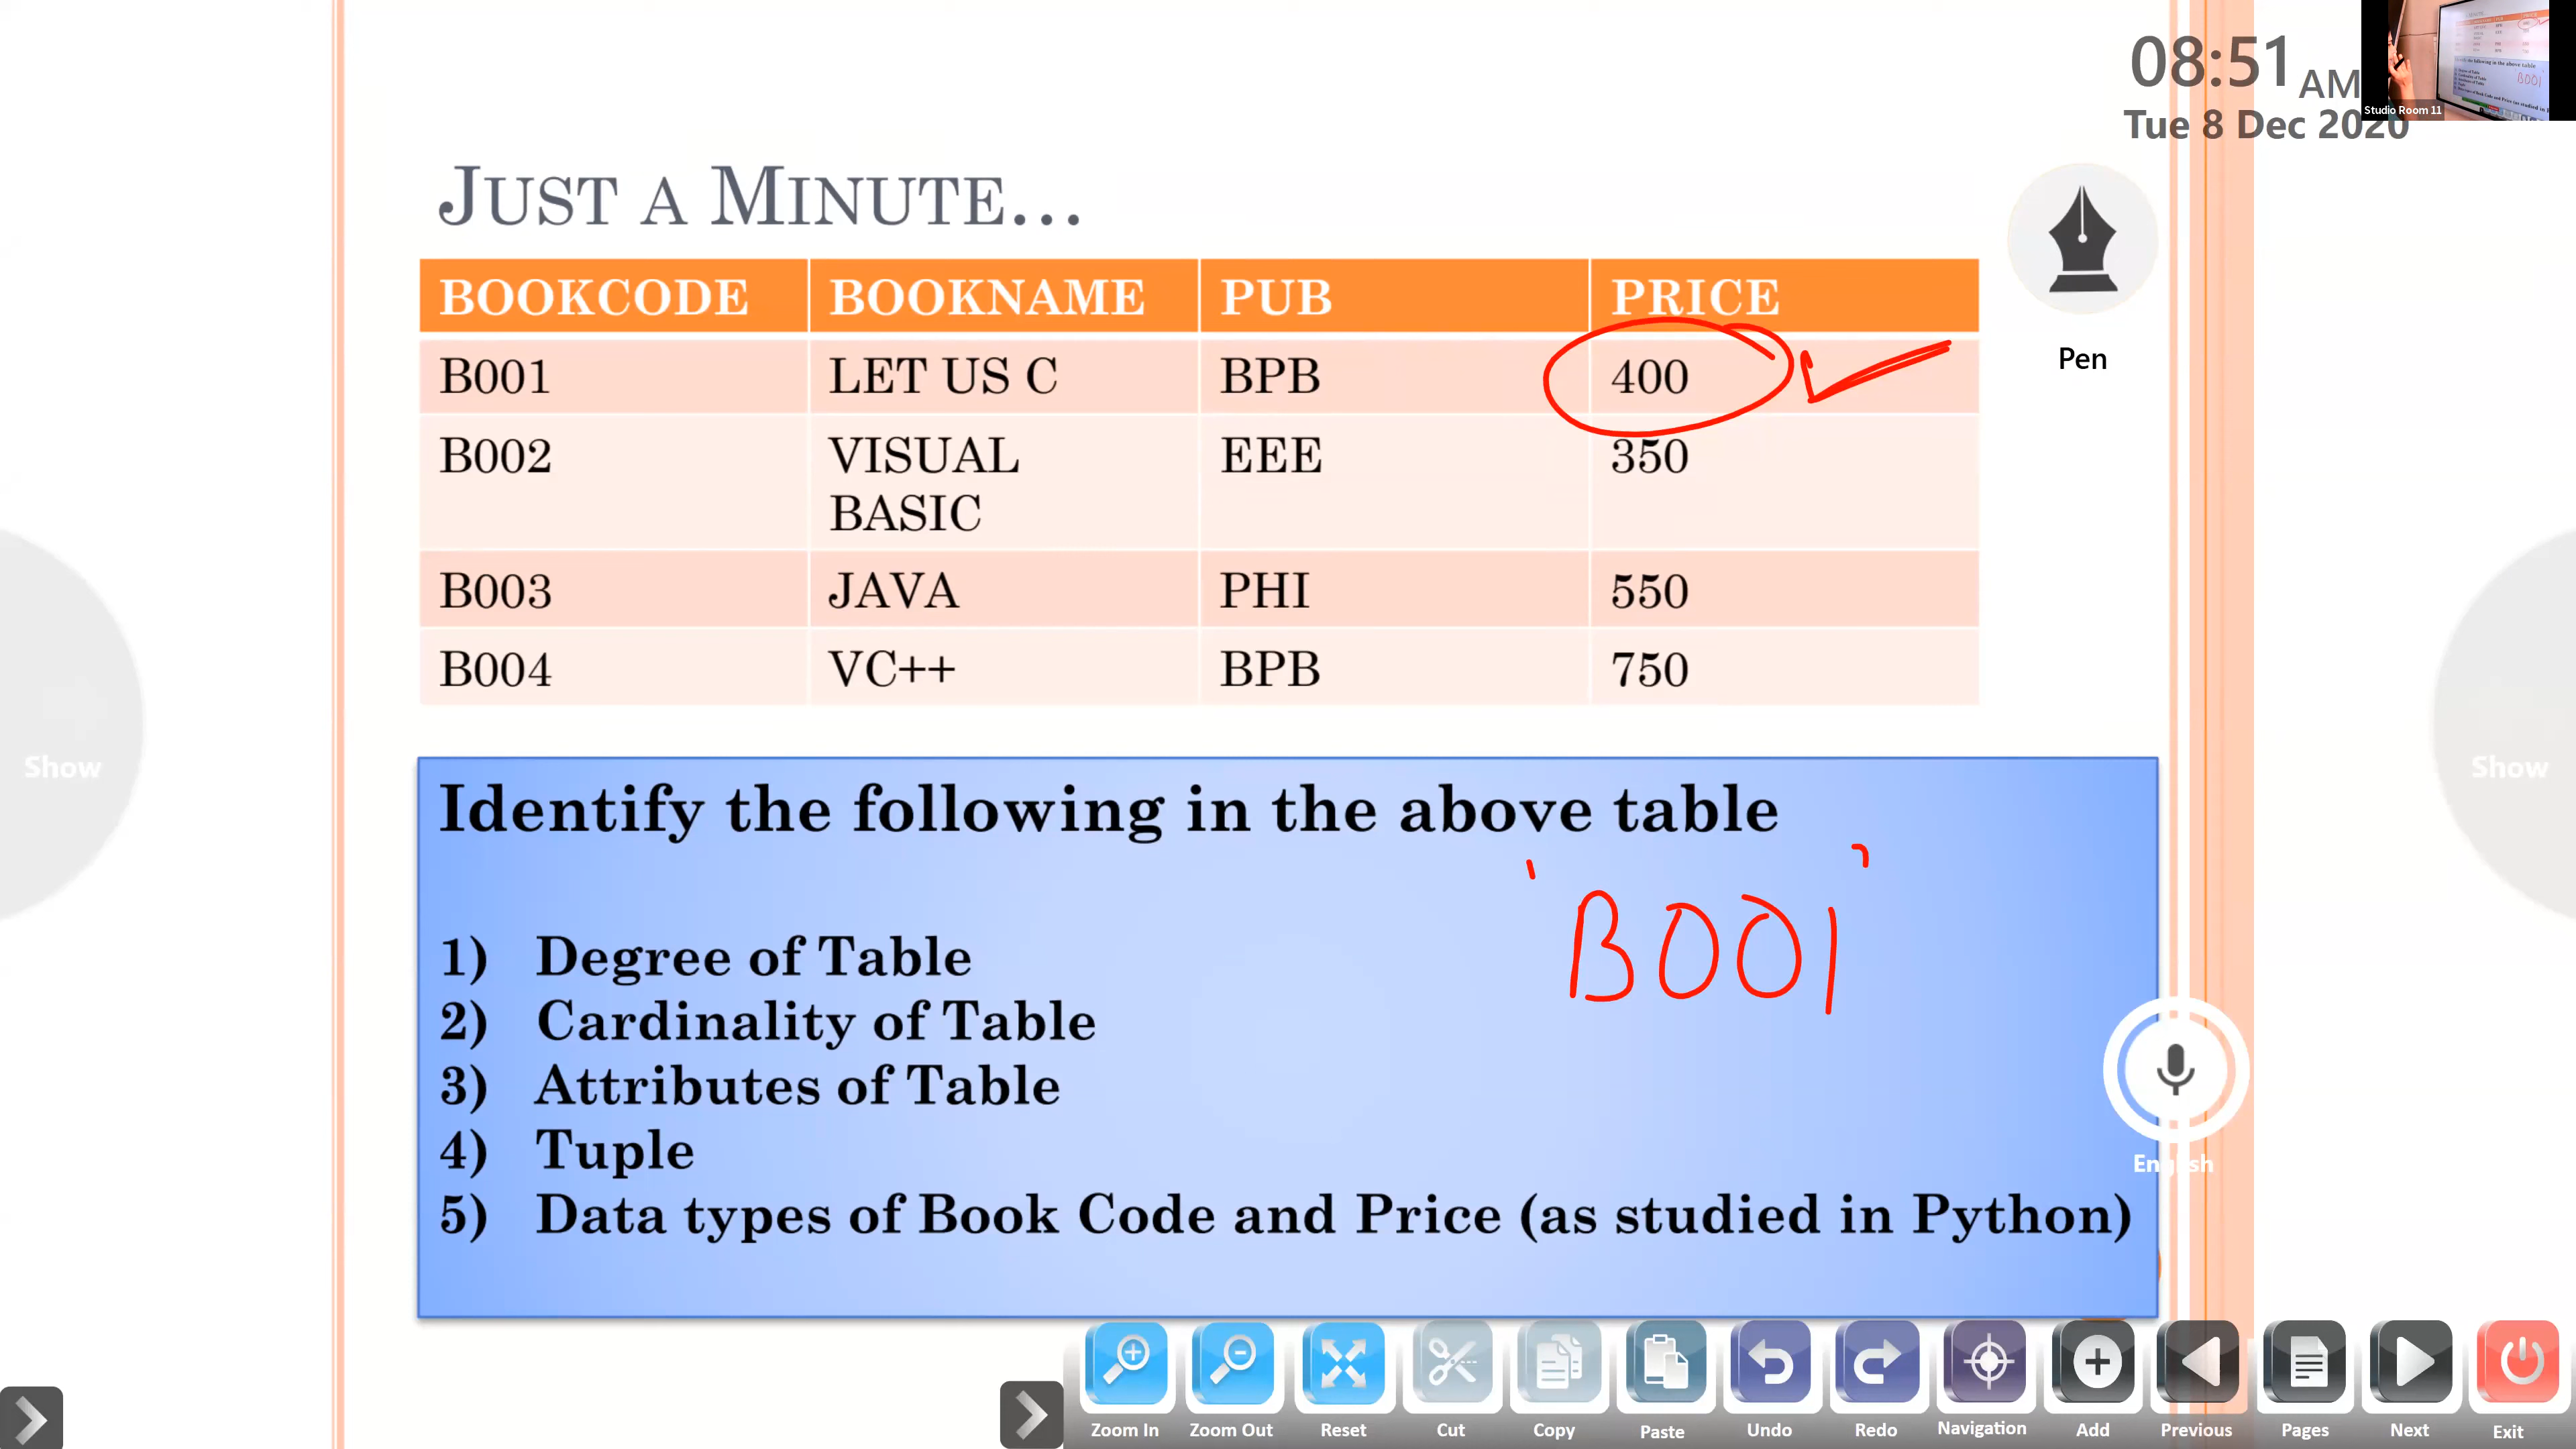 08:51 AM
Tue 8 Dec 2020
Studio Room 11
JUST A MINUTE...
Pen
BOOKCODE BOOKNAME PUB PRICE
B001 LET US C BPB 400
B002 VISUAL BASIC EEE 350
B003 JAVA PHI 550
B004 VC++ BPB 750
Show
Show
Identify the following in the above table
'B001'
1) Degree of Table
2) Cardinality of Table
3) Attributes of Table
4) Tuple
5) Data types of Book Code and Price (as studied in Python)
English
Zoom In Zoom Out Reset Cut Copy Paste Undo Redo Navigation Add Previous Pages Next Exit